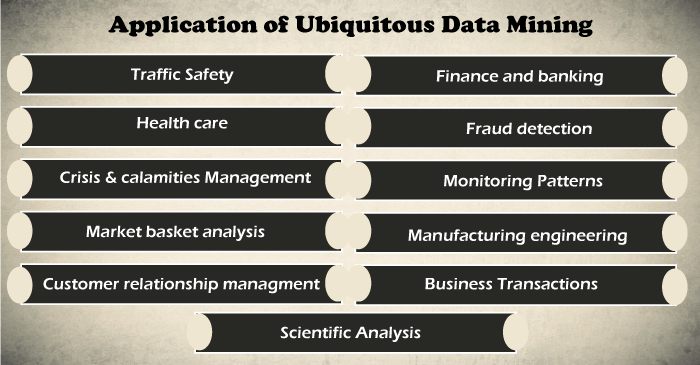 Application of Ubiquitous Data Mining
Traffic Safety
Finance and banking
Health care
Fraud detection
Crisis & calamities Management
Monitoring Patterns
Market basket analysis
Manufacturing engineering
Customer relationship managment
Business Transactions
Scientific Analysis